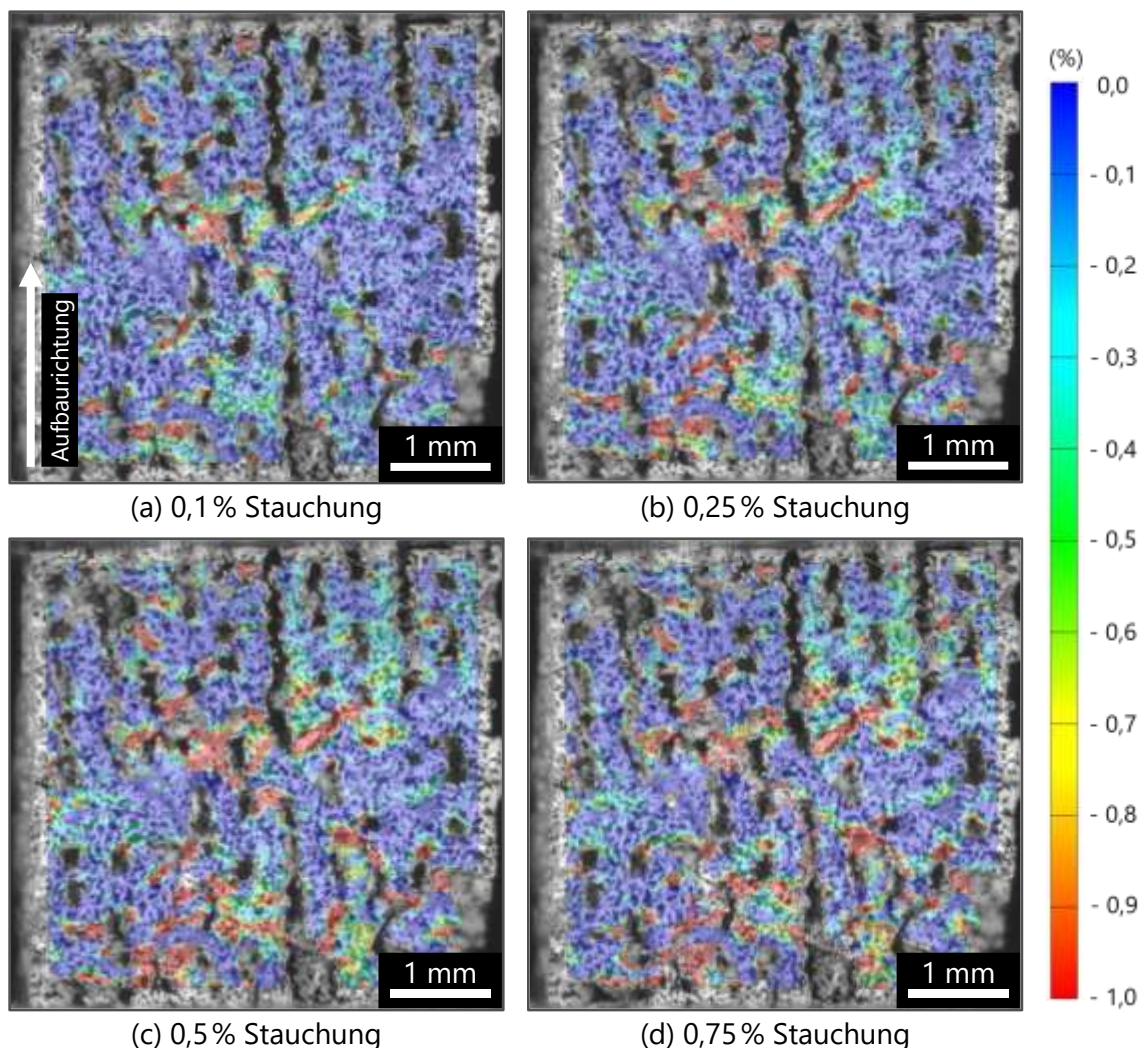 (%)
0,0
- 0,1
- 0,2
- 0,3
- 0,4
- 0,5
- 0,6
- 0,7
- 0,8
- 0,9
- 1,0
Aufbaurichtung
1 mm
1 mm
(a) 0,1 % Stauchung
(b) 0,25 % Stauchung
1 mm
1 mm
(c) 0,5 % Stauchung
(d) 0,75 % Stauchung